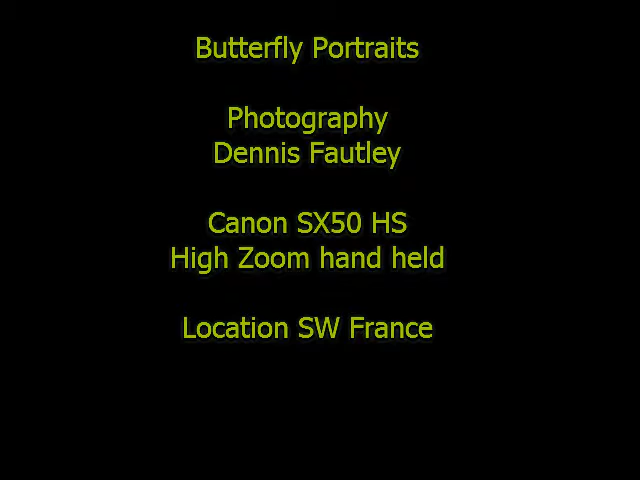 Butterfly Portraits
Photography
Dennis Fautley
Canon SX50 HS
High Zoom hand held
Location SW France